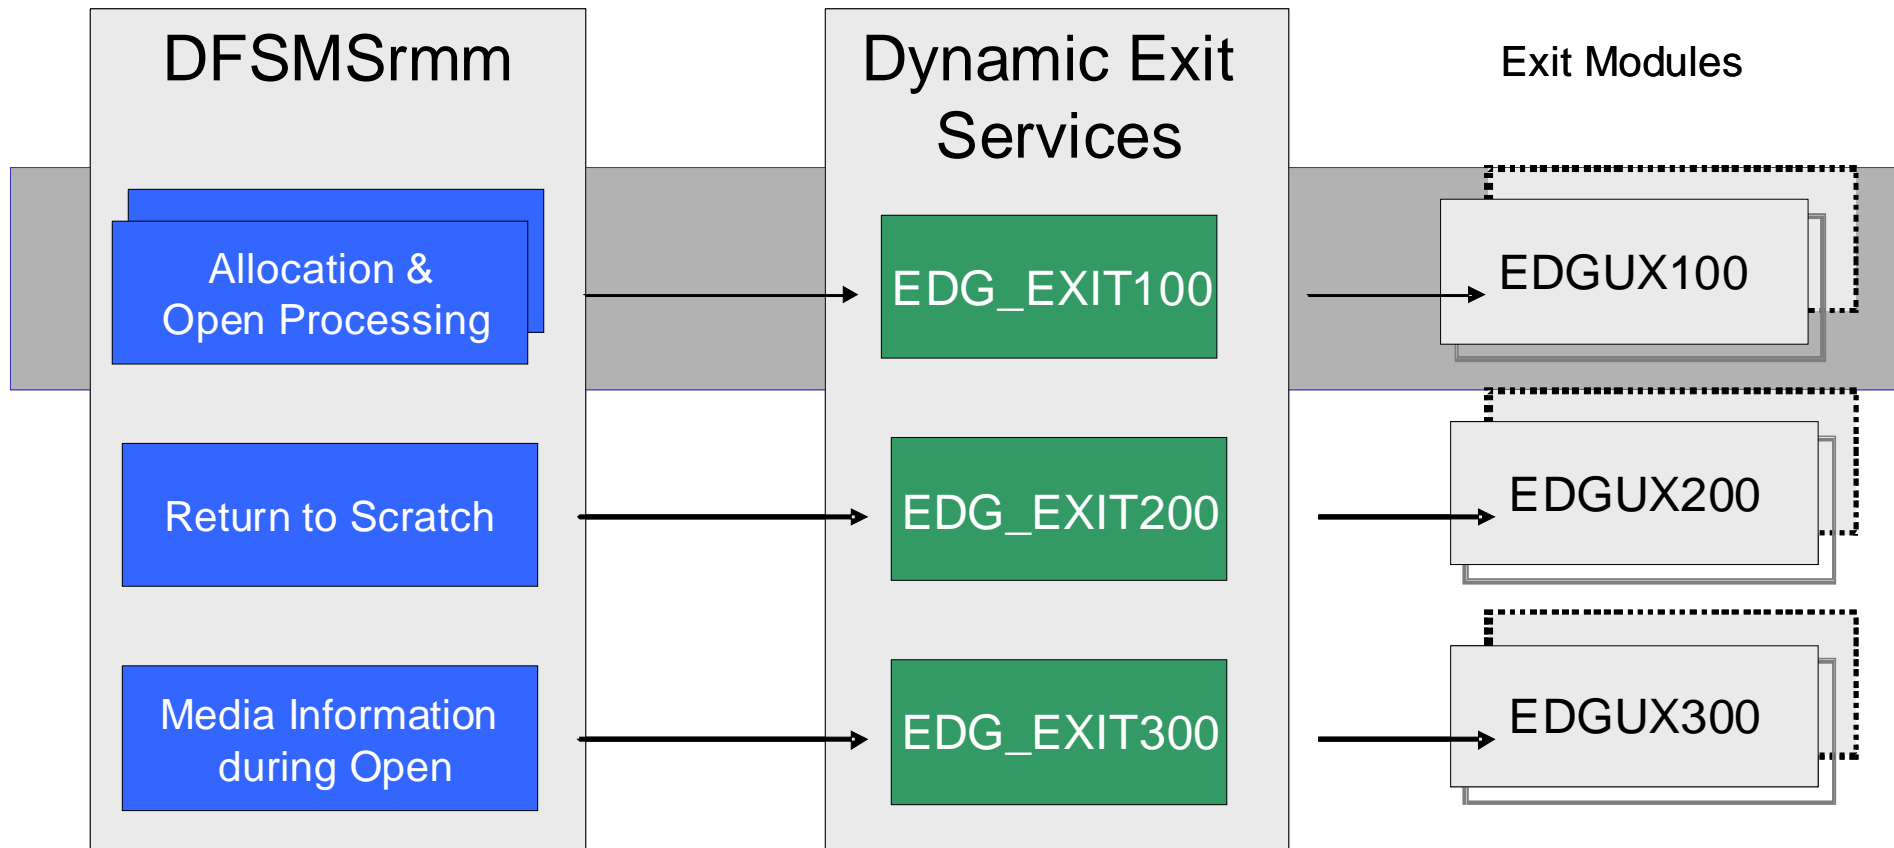 DFSMSrmm
Dynamic Exit
Services
Exit Modules
Allocation &
Open Processing
EDG_EXIT100
EDGUX100
Return to Scratch
EDG_EXIT200
EDGUX200
Media Information
during Open
EDG_EXIT300
EDGUX300